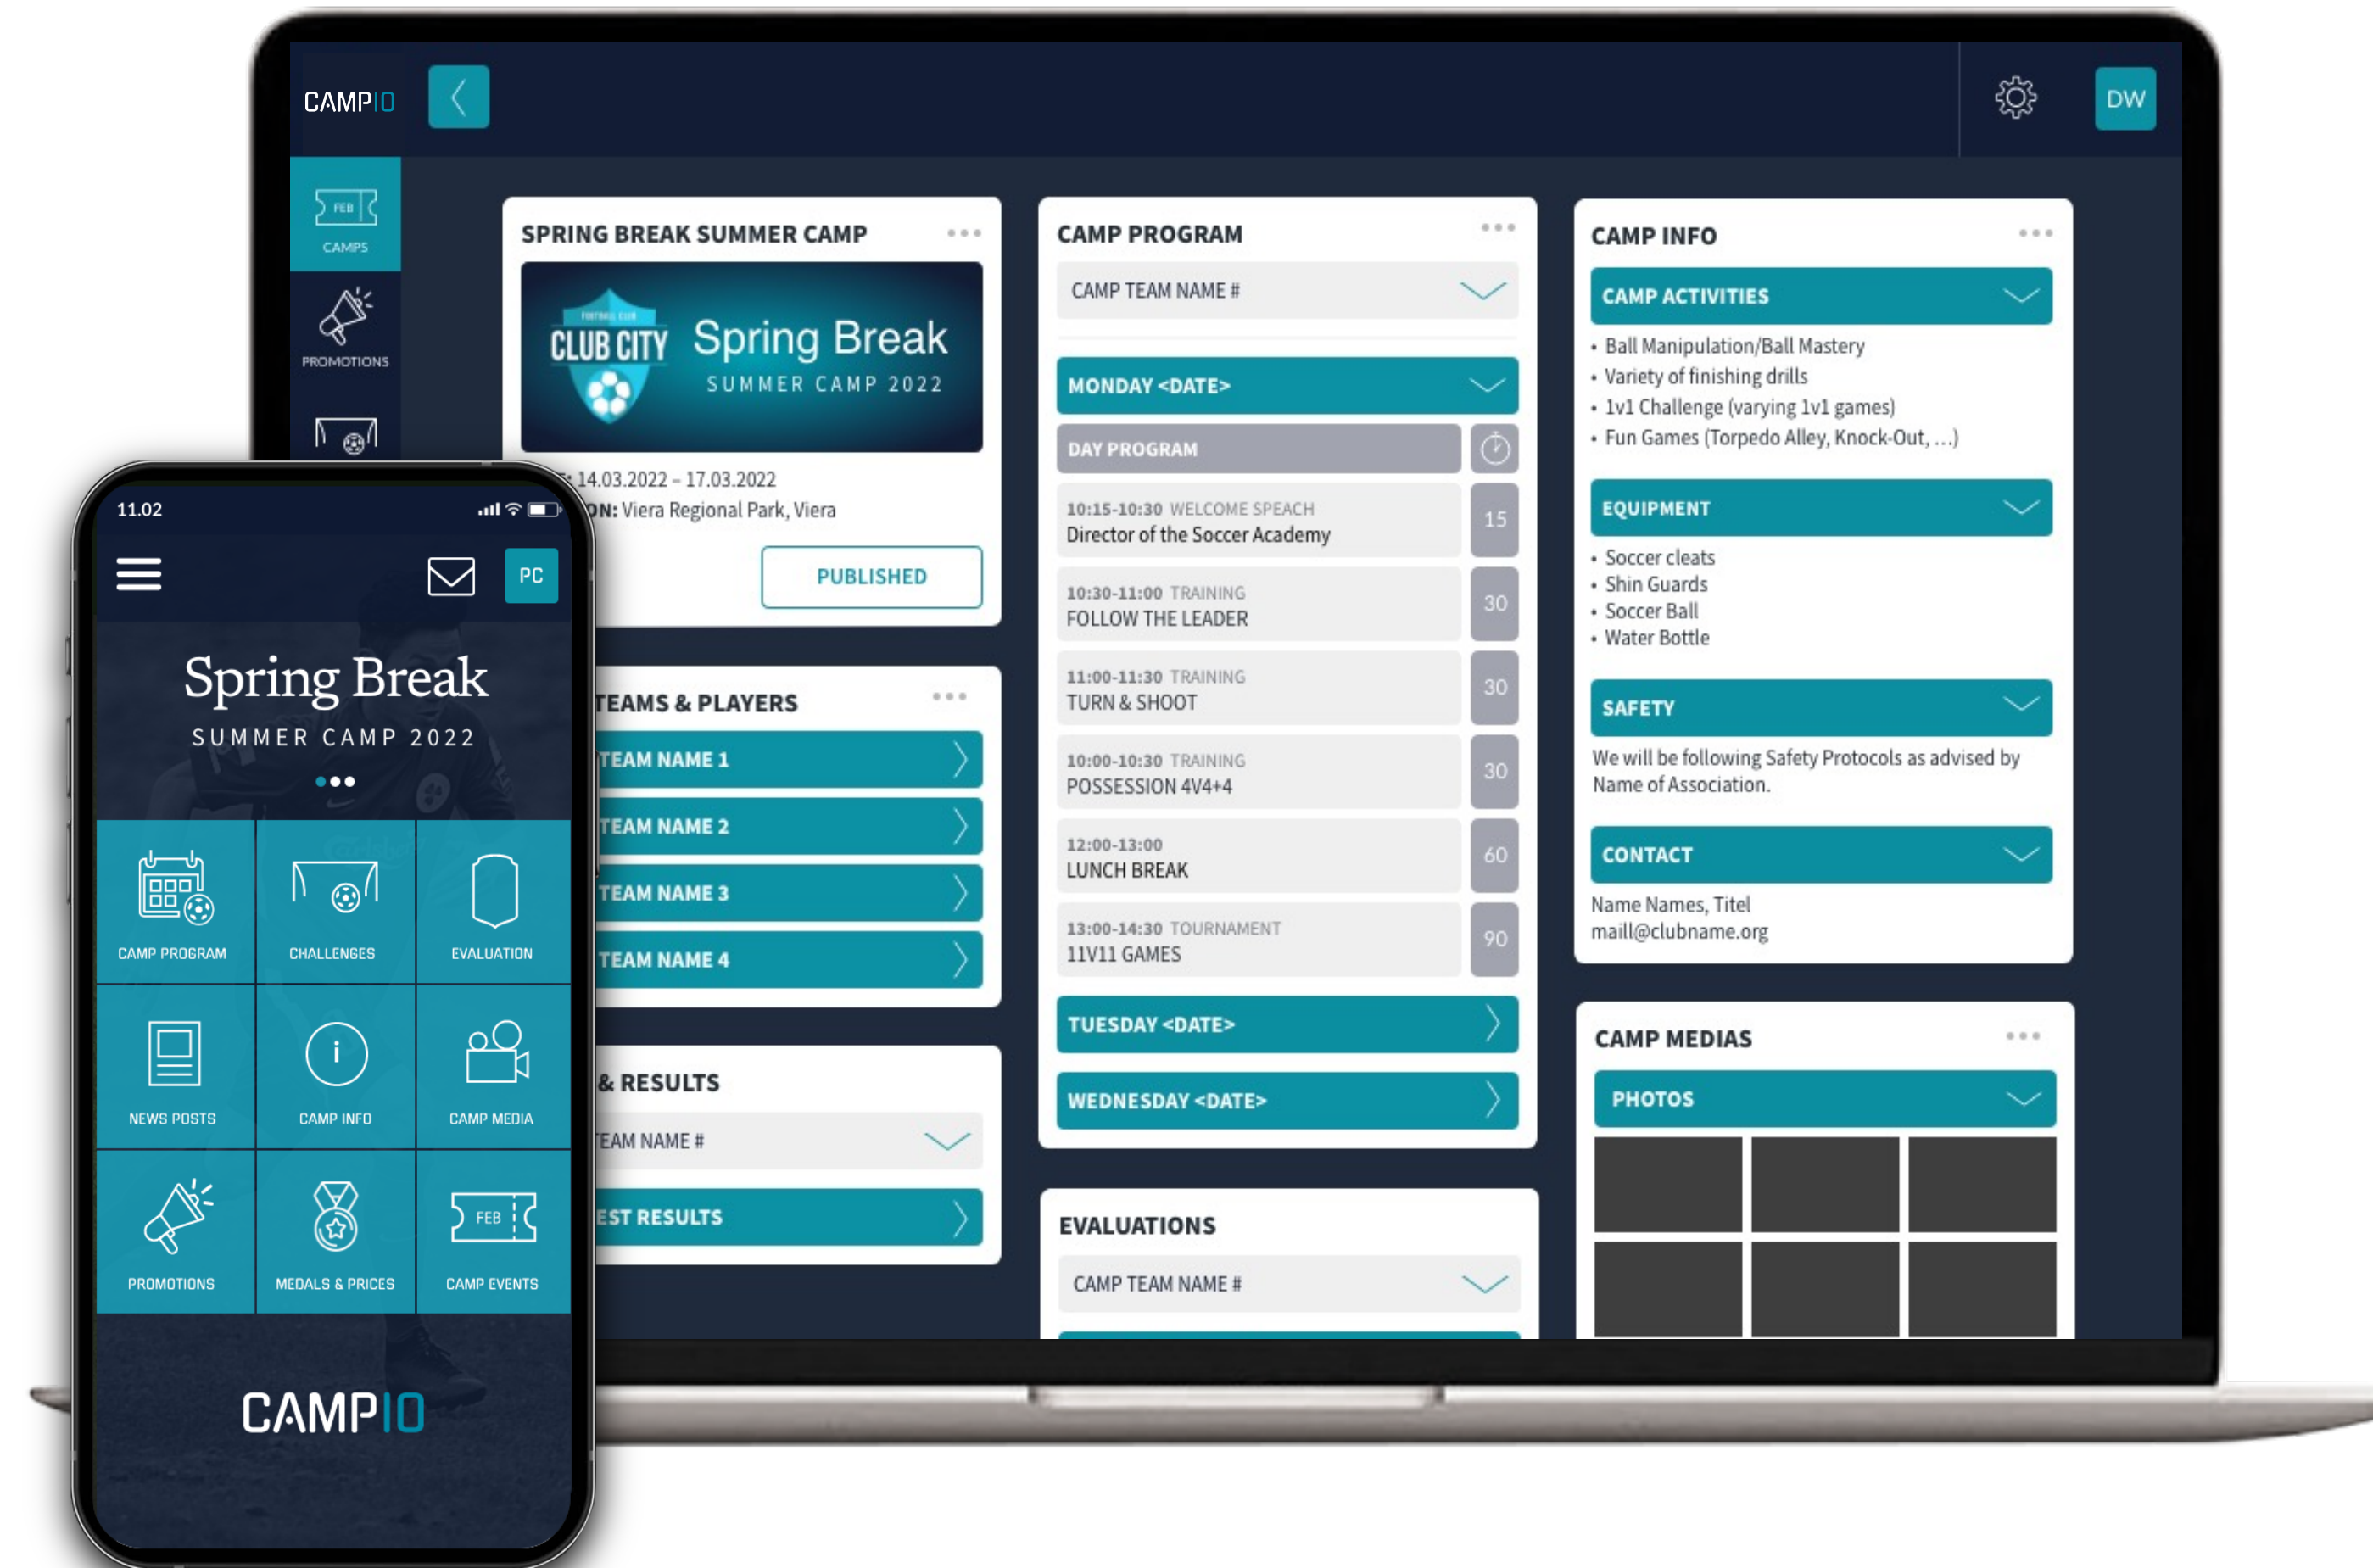 CAMPIO
DW
FEB
CAMPS
PROMOTIONS
SPRING BREAK SUMMER CAMP
FOOTBALL CLUB
CLUB CITY
Spring Break
SUMMER CAMP 2022
14.03.2022 – 17.03.2022
Viera Regional Park, Viera
PUBLISHED
TEAMS & PLAYERS
TEAM NAME 1
TEAM NAME 2
TEAM NAME 3
TEAM NAME 4
& RESULTS
TEAM NAME #
RESULTS
CAMP PROGRAM
CAMP TEAM NAME #
MONDAY <DATE>
DAY PROGRAM
10:15-10:30 WELCOME SPEACH
Director of the Soccer Academy
15
10:30-11:00 TRAINING
FOLLOW THE LEADER
30
11:00-11:30 TRAINING
TURN & SHOOT
30
10:00-10:30 TRAINING
POSSESSION 4V4+4
30
12:00-13:00
LUNCH BREAK
60
13:00-14:30 TOURNAMENT
11V11 GAMES
90
TUESDAY <DATE>
WEDNESDAY <DATE>
EVALUATIONS
CAMP TEAM NAME #
CAMP INFO
CAMP ACTIVITIES
• Ball Manipulation/Ball Mastery
• Variety of finishing drills
• 1v1 Challenge (varying 1v1 games)
• Fun Games (Torpedo Alley, Knock-Out, ...)
EQUIPMENT
• Soccer cleats
• Shin Guards
• Soccer Ball
• Water Bottle
SAFETY
We will be following Safety Protocols as advised by
Name of Association.
CONTACT
Name Names, Titel
maill@clubname.org
CAMP MEDIAS
PHOTOS
11.02
PC
Spring Break
SUMMER CAMP 2022
CAMP PROGRAM
CHALLENGES
EVALUATION
NEWS POSTS
i
CAMP INFO
CAMP MEDIA
PROMOTIONS
MEDALS & PRICES
FEB
CAMP EVENTS
CAMPIO